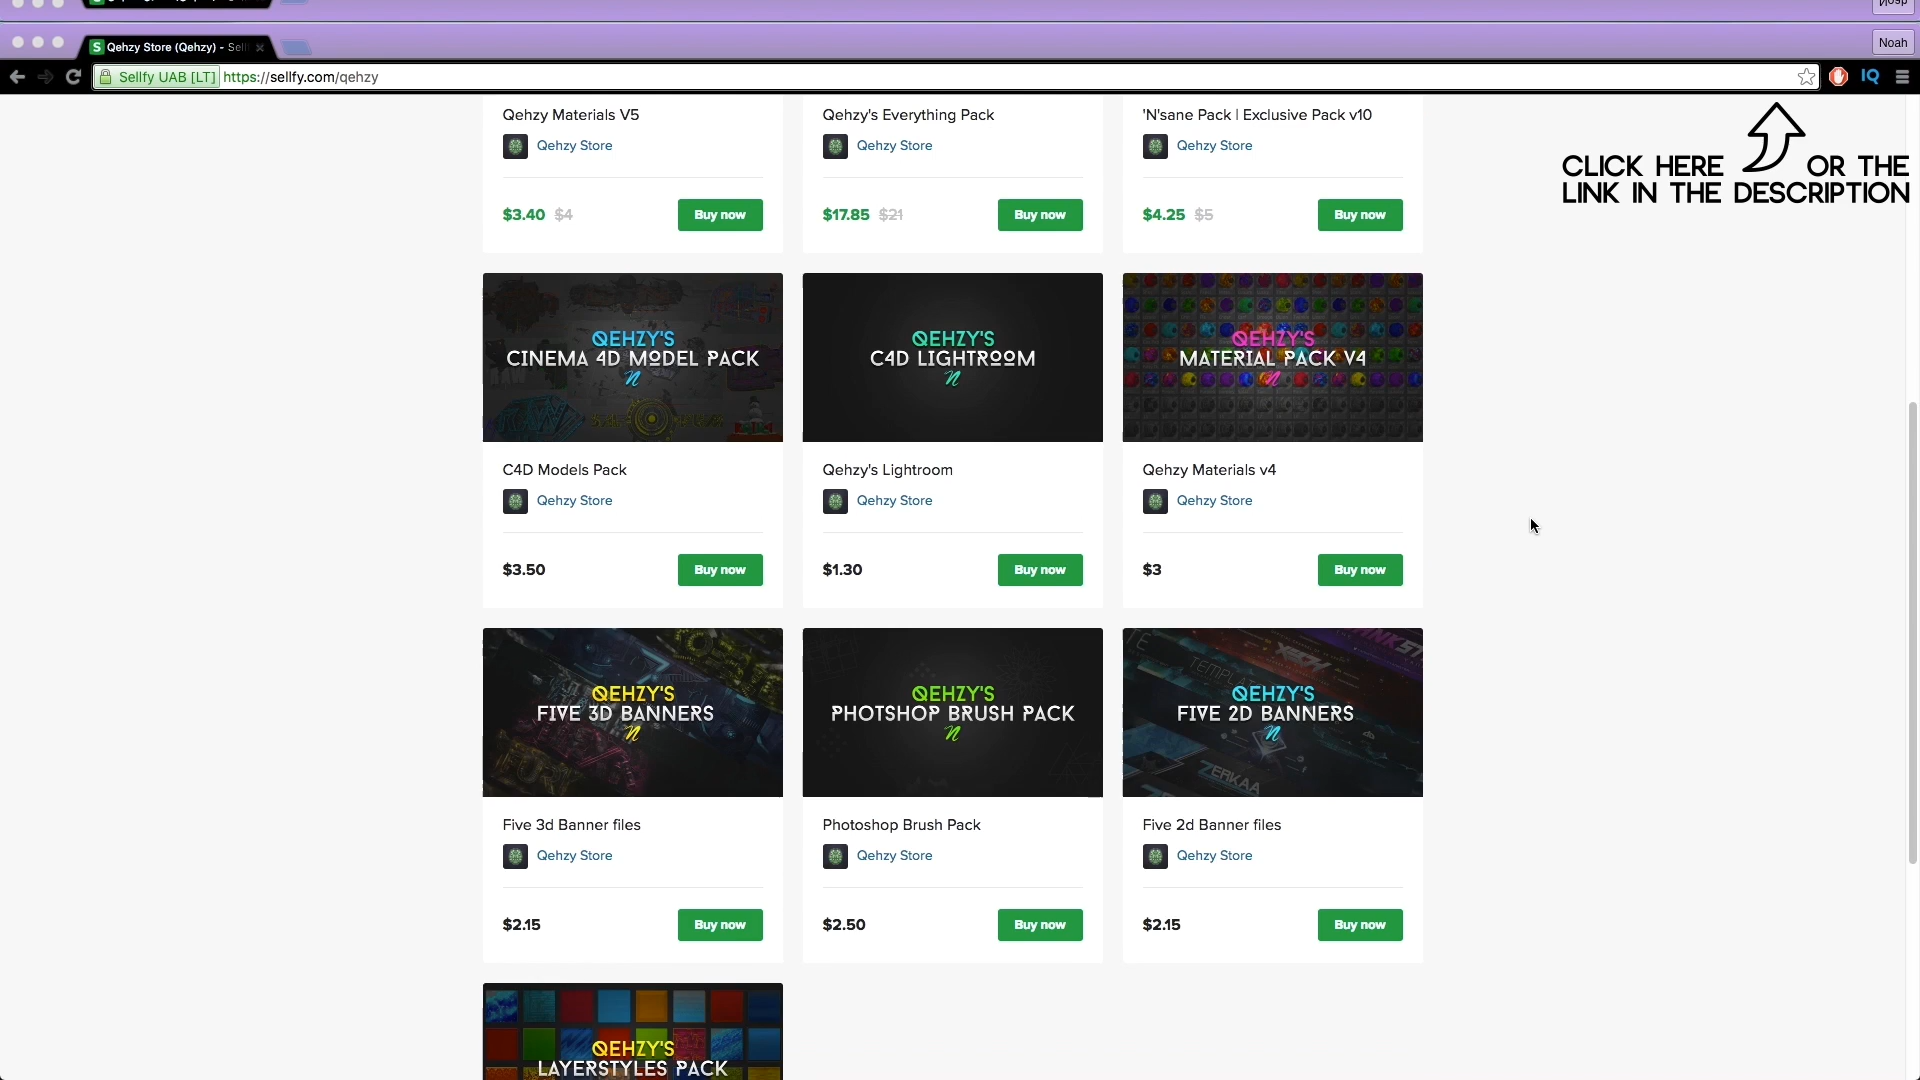 Noah
Qehzy Store (Qehzy) - Sell
Noah
Sellfy UAB [LT] https://sellfy.com/qehzy
IQ
CLICK HERE OR THE
LINK IN THE DESCRIPTION
Qehzy Materials V5
Qehzy Store
$3.40 $4 Buy now
Qehzy's Everything Pack
Qehzy Store
$17.85 $21 Buy now
'N'sane Pack | Exclusive Pack v10
Qehzy Store
$4.25 $5 Buy now
QEHZY'S
CINEMA 4D MODEL PACK
N
C4D Models Pack
Qehzy Store
$3.50 Buy now
QEHZY'S
C4D LIGHTROOM
N
Qehzy's Lightroom
Qehzy Store
$1.30 Buy now
QEHZY'S
MATERIAL PACK V4
N
Qehzy Materials v4
Qehzy Store
$3 Buy now
QEHZY'S
FIVE 3D BANNERS
N
FURY
Five 3d Banner files
Qehzy Store
$2.15 Buy now
QEHZY'S
PHOTSHOP BRUSH PACK
N
Photoshop Brush Pack
Qehzy Store
$2.50 Buy now
TEMPLAT
QEHZY'S
FIVE 2D BANNERS
N
ZERKAA
Five 2d Banner files
Qehzy Store
$2.15 Buy now
QEHZY'S
LAYERSTYLES PACK